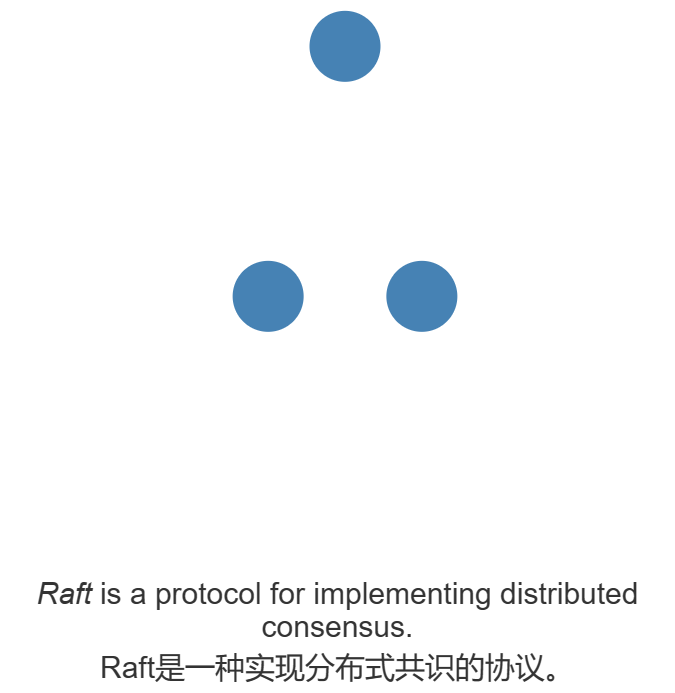 Raft is a protocol for implementing distributed
consensus.
Raft是一种实现分布式共识的协议。